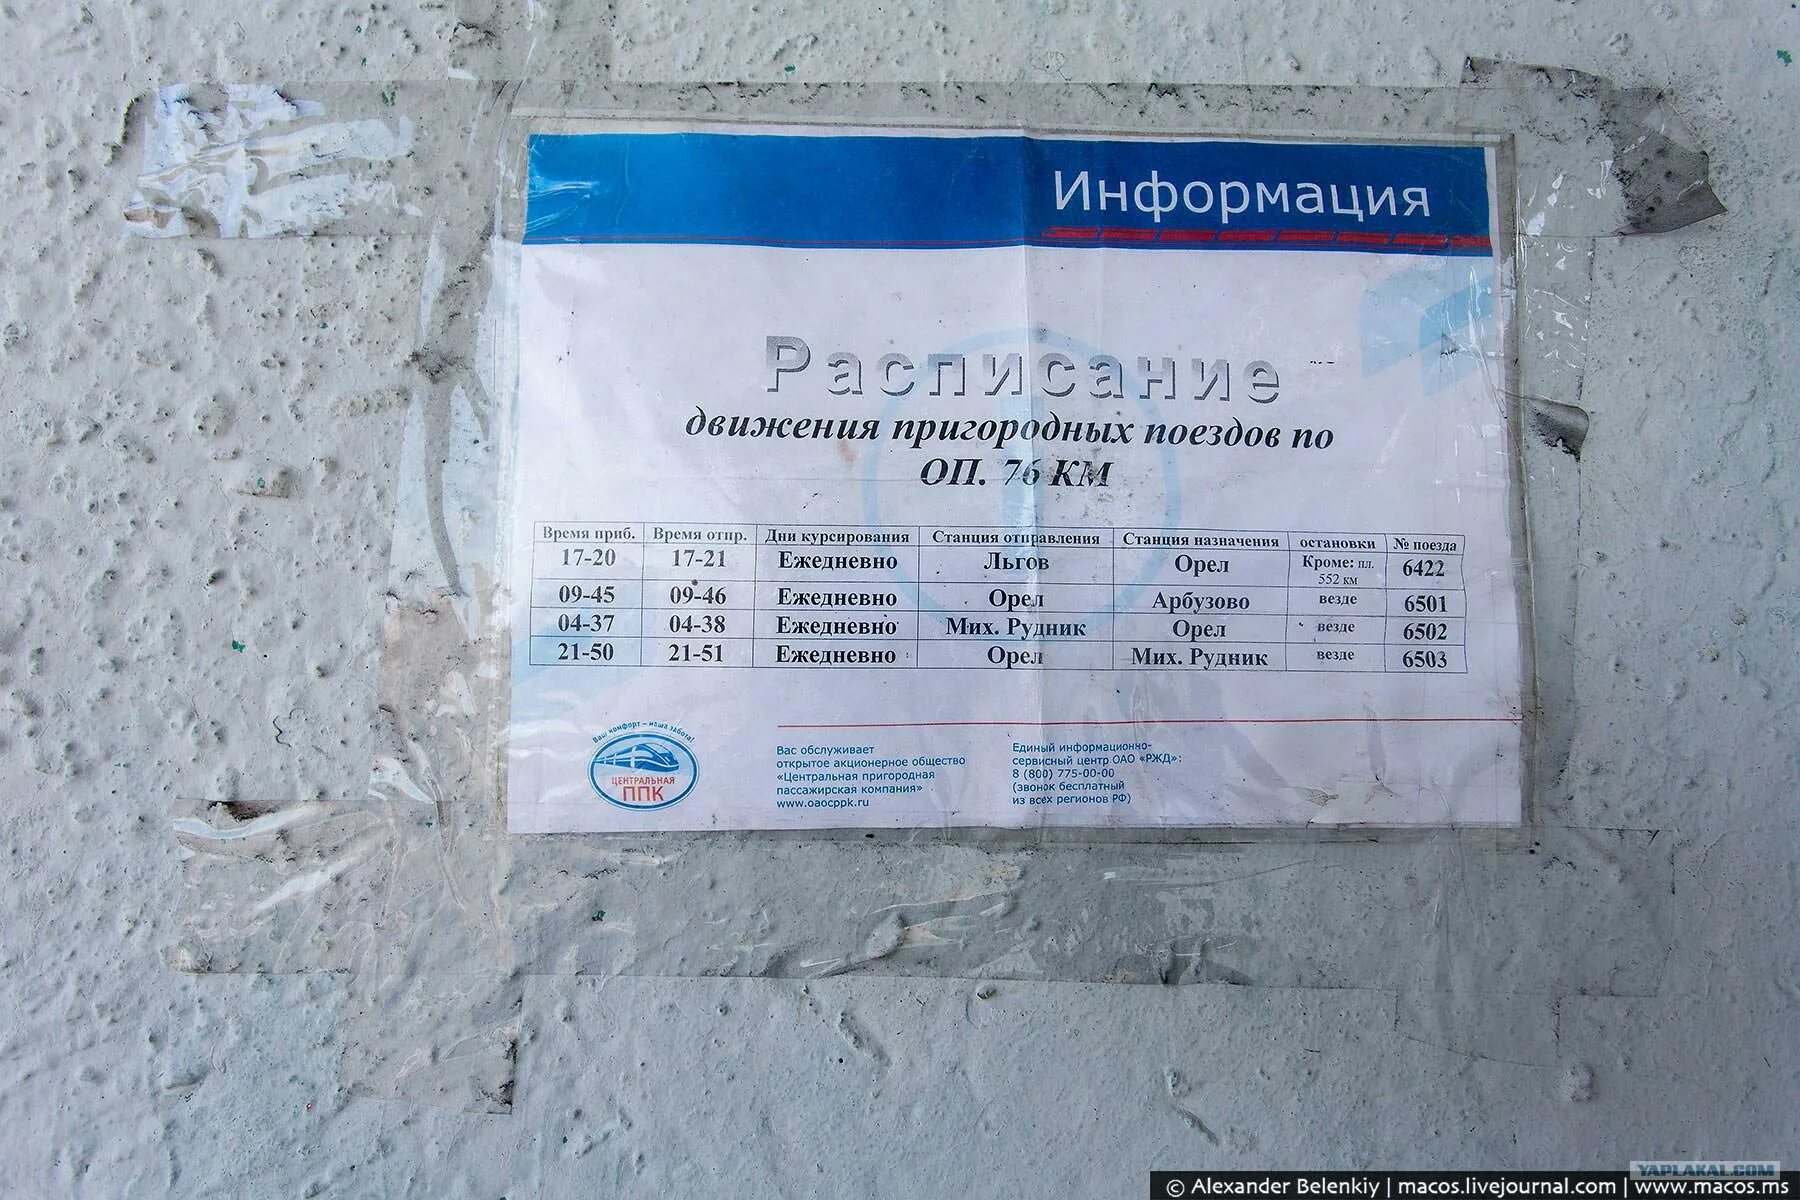 Информация
Расписание
движения пригородных поездов по
ОП. 76 КМ
Время приб. Время отпр. Дни курсирования Станция отправления Станция назначения остановки № поезда
17-20 17-21 Ежедневно Льгов Орел Кроме: пл. 552 км 6422
09-45 09-46 Ежедневно Орел Арбузово везде 6501
04-37 04-38 Ежедневно Мих. Рудник Орел везде 6502
21-50 21-51 Ежедневно Орел Мих. Рудник везде 6503
Ваш комфорт – наша забота!
ЦЕНТРАЛЬНАЯ
ППК
Вас обслуживает
открытое акционерное общество
«Центральная пригородная
пассажирская компания»
www.oaocppk.ru
Единый информационно-
сервисный центр ОАО «РЖД»:
8 (800) 775-00-00
(звонок бесплатный
из всех регионов РФ)
YAPLAKAL.COM
© Alexander Belenkiy | macos.livejournal.com | www.macos.ms